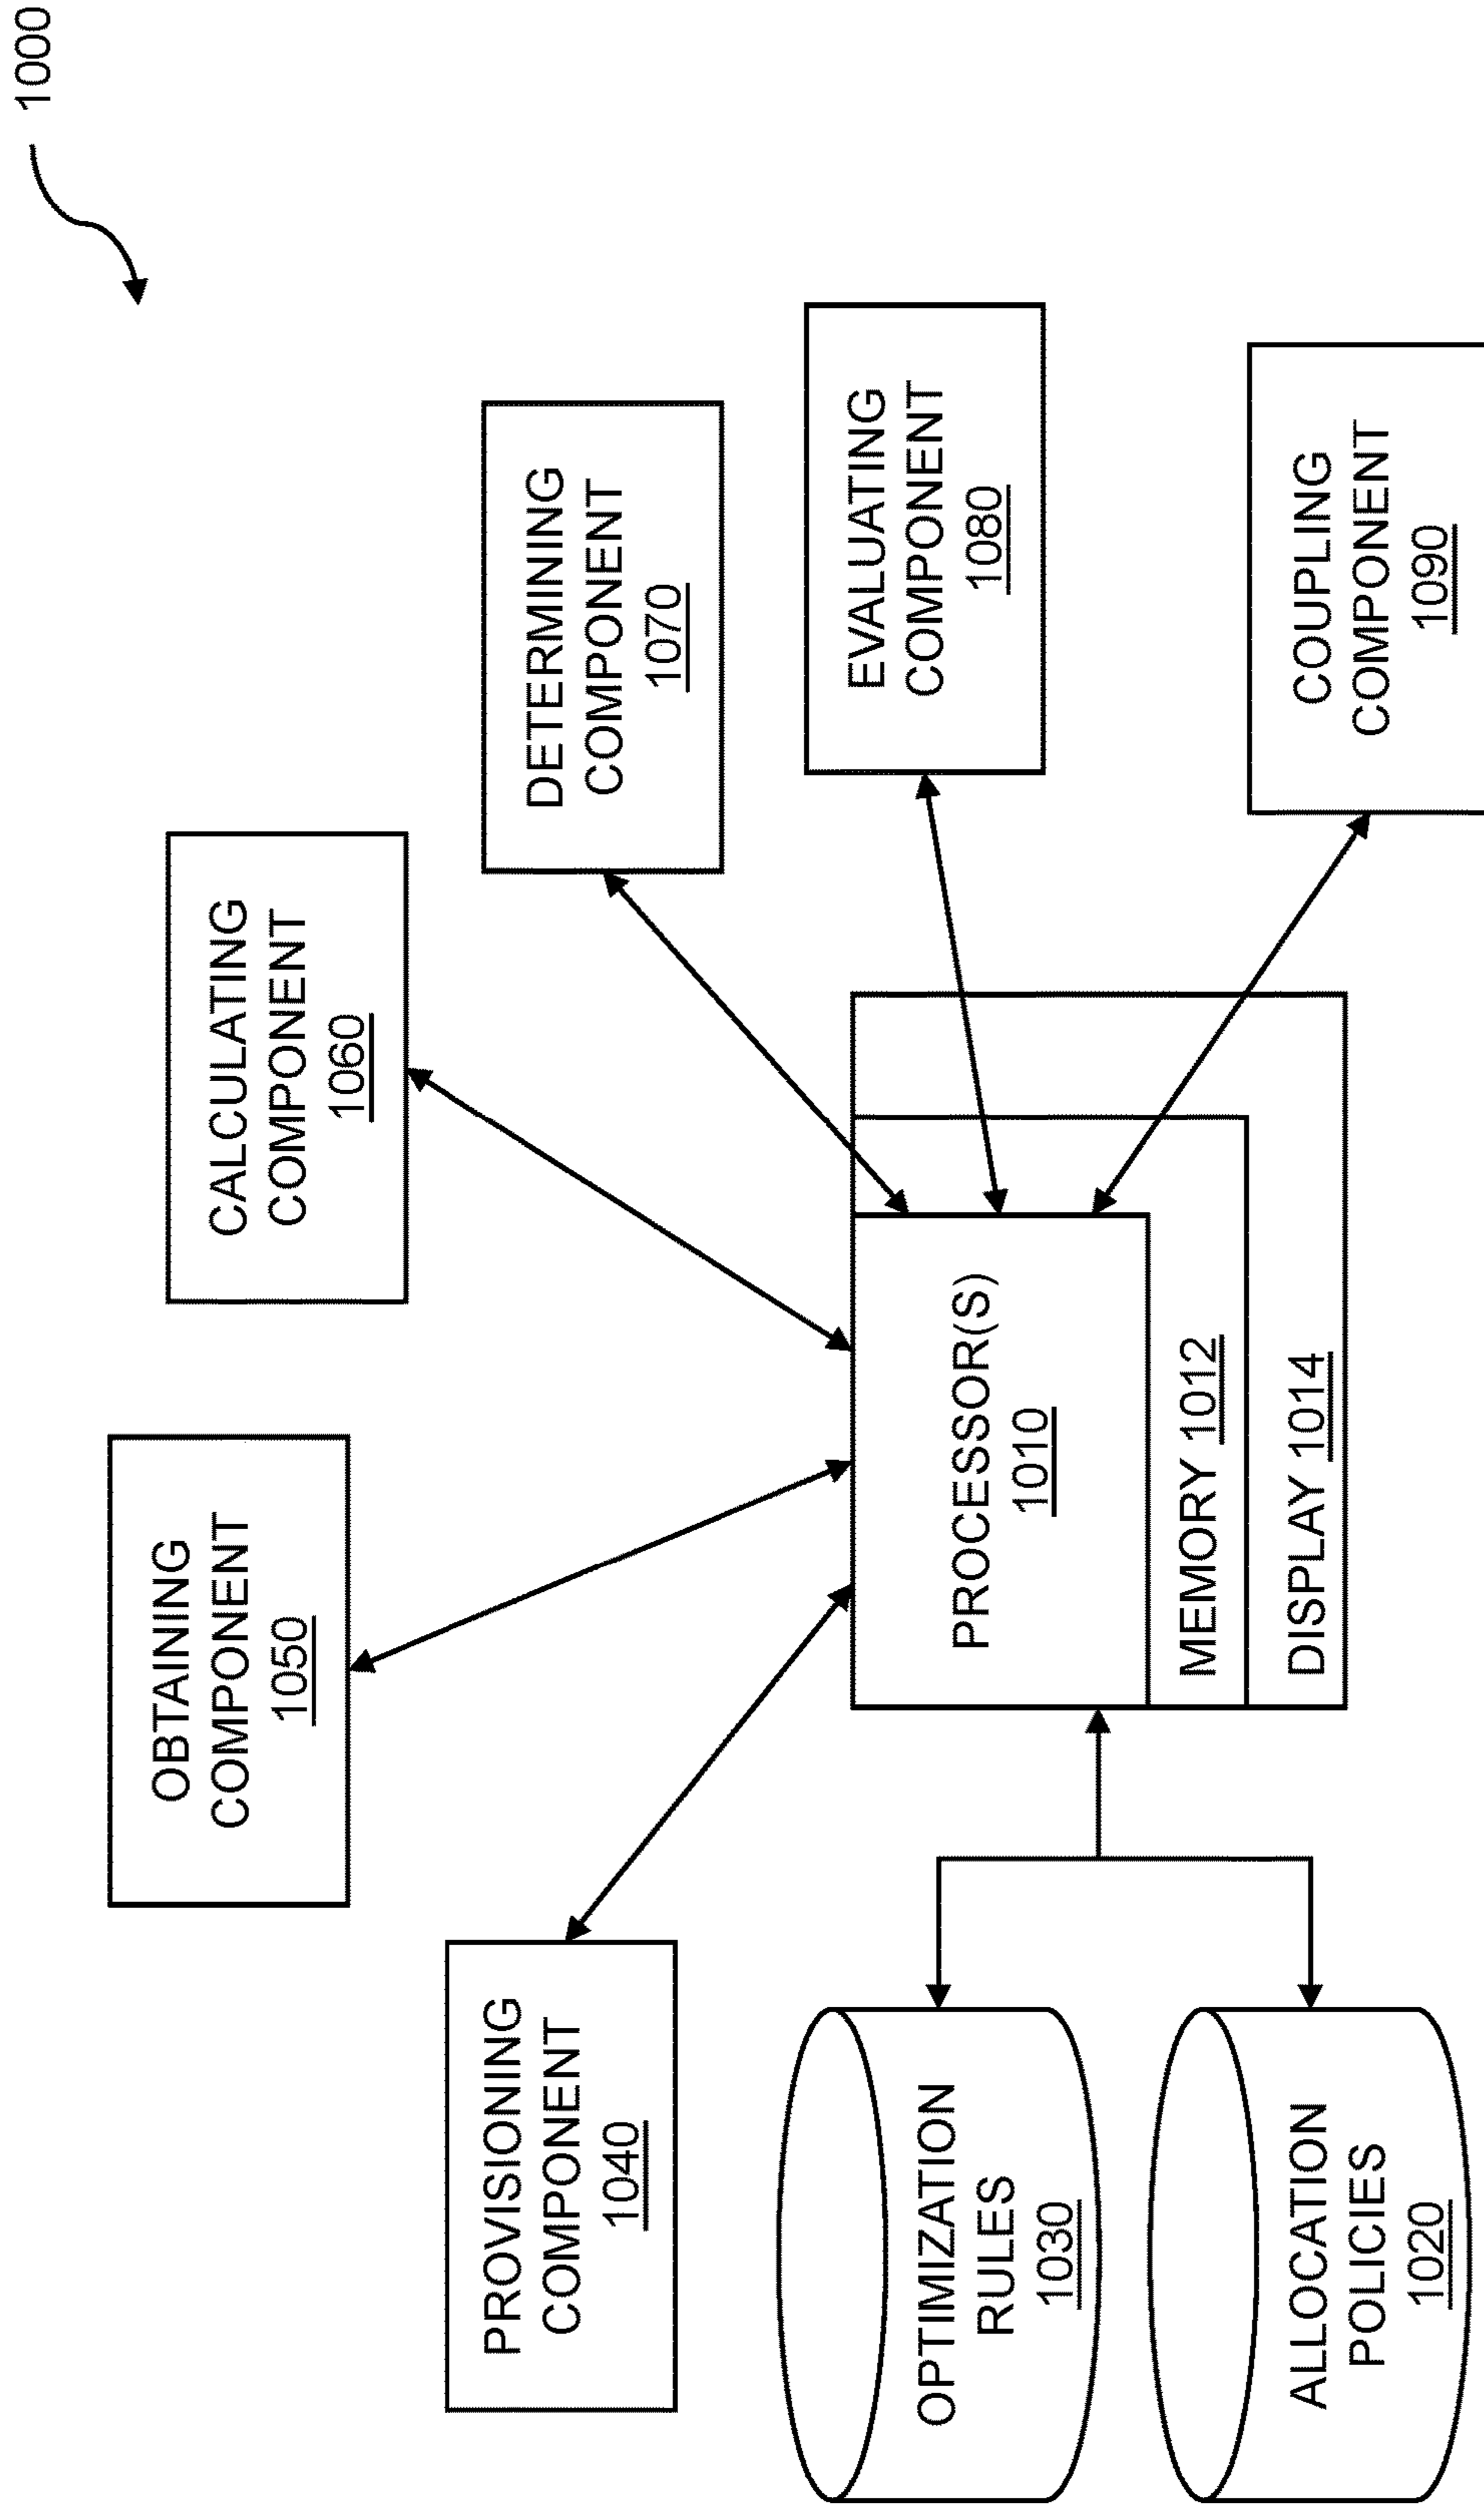 1000
OBTAINING
COMPONENT
1050
CALCULATING
COMPONENT
1060
PROVISIONING
COMPONENT
1040
DETERMINING
COMPONENT
1070
EVALUATING
COMPONENT
1080
PROCESSOR(S)
1010
MEMORY 1012
DISPLAY 1014
COUPLING
COMPONENT
1090
OPTIMIZATION
RULES
1030
ALLOCATION
POLICIES
1020